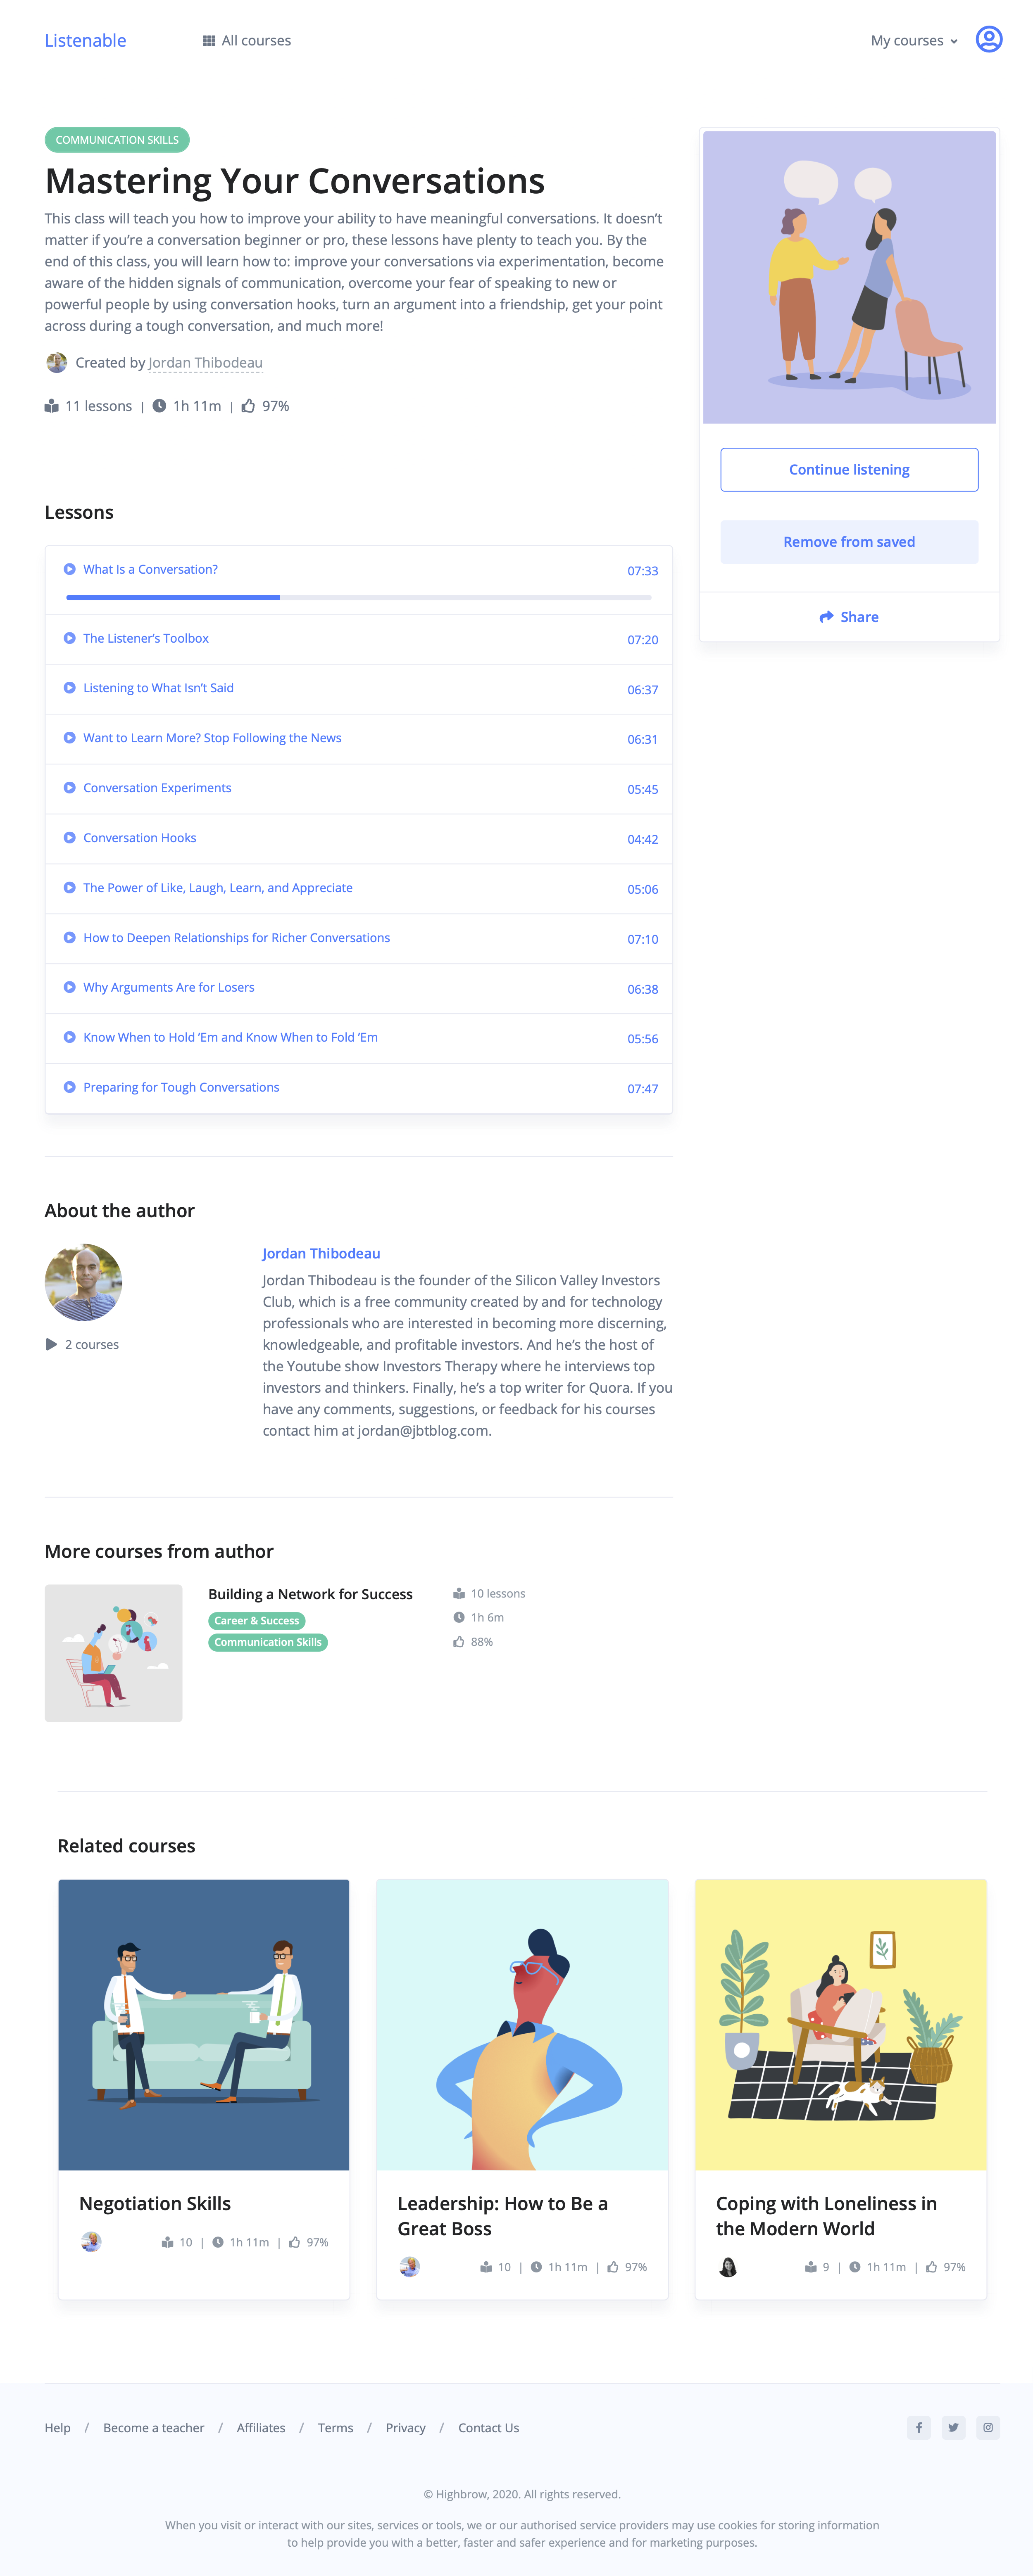 Listenable
All courses
My courses
COMMUNICATION SKILLS
Mastering Your Conversations
This class will teach you how to improve your ability to have meaningful conversations. It doesn’t
matter if you’re a conversation beginner or pro, these lessons have plenty to teach you. By the
end of this class, you will learn how to: improve your conversations via experimentation, become
aware of the hidden signals of communication, overcome your fear of speaking to new or
powerful people by using conversation hooks, turn an argument into a friendship, get your point
across during a tough conversation, and much more!
Created by Jordan Thibodeau
11 lessons | 1h 11m | 97%
Continue listening
Remove from saved
Share
Lessons
What Is a Conversation? 07:33
The Listener’s Toolbox 07:20
Listening to What Isn’t Said 06:37
Want to Learn More? Stop Following the News 06:31
Conversation Experiments 05:45
Conversation Hooks 04:42
The Power of Like, Laugh, Learn, and Appreciate 05:06
How to Deepen Relationships for Richer Conversations 07:10
Why Arguments Are for Losers 06:38
Know When to Hold ’Em and Know When to Fold ’Em 05:56
Preparing for Tough Conversations 07:47
About the author
2 courses
Jordan Thibodeau
Jordan Thibodeau is the founder of the Silicon Valley Investors
Club, which is a free community created by and for technology
professionals who are interested in becoming more discerning,
knowledgeable, and profitable investors. And he’s the host of
the Youtube show Investors Therapy where he interviews top
investors and thinkers. Finally, he’s a top writer for Quora. If you
have any comments, suggestions, or feedback for his courses
contact him at jordan@jbtblog.com.
More courses from author
Building a Network for Success
Career & Success
Communication Skills
10 lessons
1h 6m
88%
Related courses
Negotiation Skills
10 | 1h 11m | 97%
Leadership: How to Be a
Great Boss
10 | 1h 11m | 97%
Coping with Loneliness in
the Modern World
9 | 1h 11m | 97%
Help / Become a teacher / Affiliates / Terms / Privacy / Contact Us
© Highbrow, 2020. All rights reserved.
When you visit or interact with our sites, services or tools, we or our authorised service providers may use cookies for storing information
to help provide you with a better, faster and safer experience and for marketing purposes.